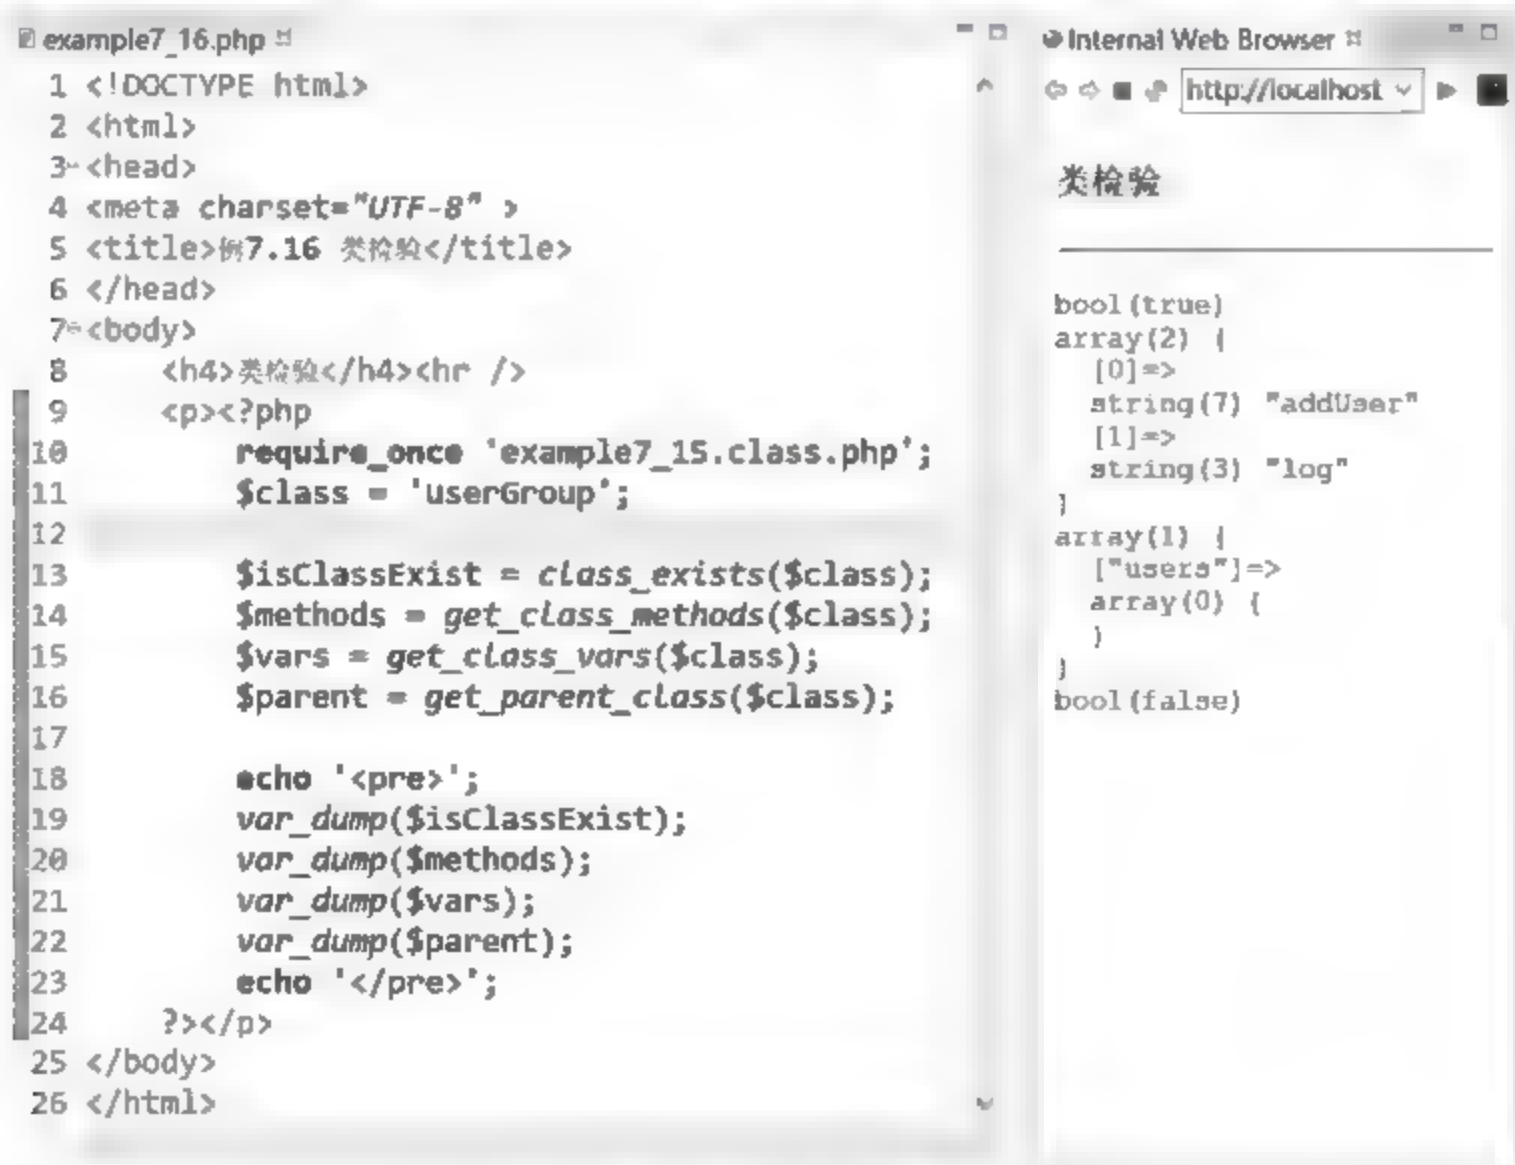 example7_16.php
1 <!DOCTYPE html>
2 <html>
3 <head>
4 <meta charset="UTF-8" >
5 <title>例7.16 类检验</title>
6 </head>
7 <body>
8     <h4>类检验</h4><hr />
9     <p><?php
10         require_once 'example7_15.class.php';
11         $class = 'userGroup';
12
13         $isClassExist = class_exists($class);
14         $methods = get_class_methods($class);
15         $vars = get_class_vars($class);
16         $parent = get_parent_class($class);
17
18         echo '<pre>';
19         var_dump($isClassExist);
20         var_dump($methods);
21         var_dump($vars);
22         var_dump($parent);
23         echo '</pre>';
24     ?></p>
25 </body>
26 </html>
Internal Web Browser
http://localhost
类检验
bool(true)
array(2) {
  [0]=>
  string(7) "addUser"
  [1]=>
  string(3) "log"
}
array(1) {
  ["users"]=>
  array(0) {
  }
}
bool(false)